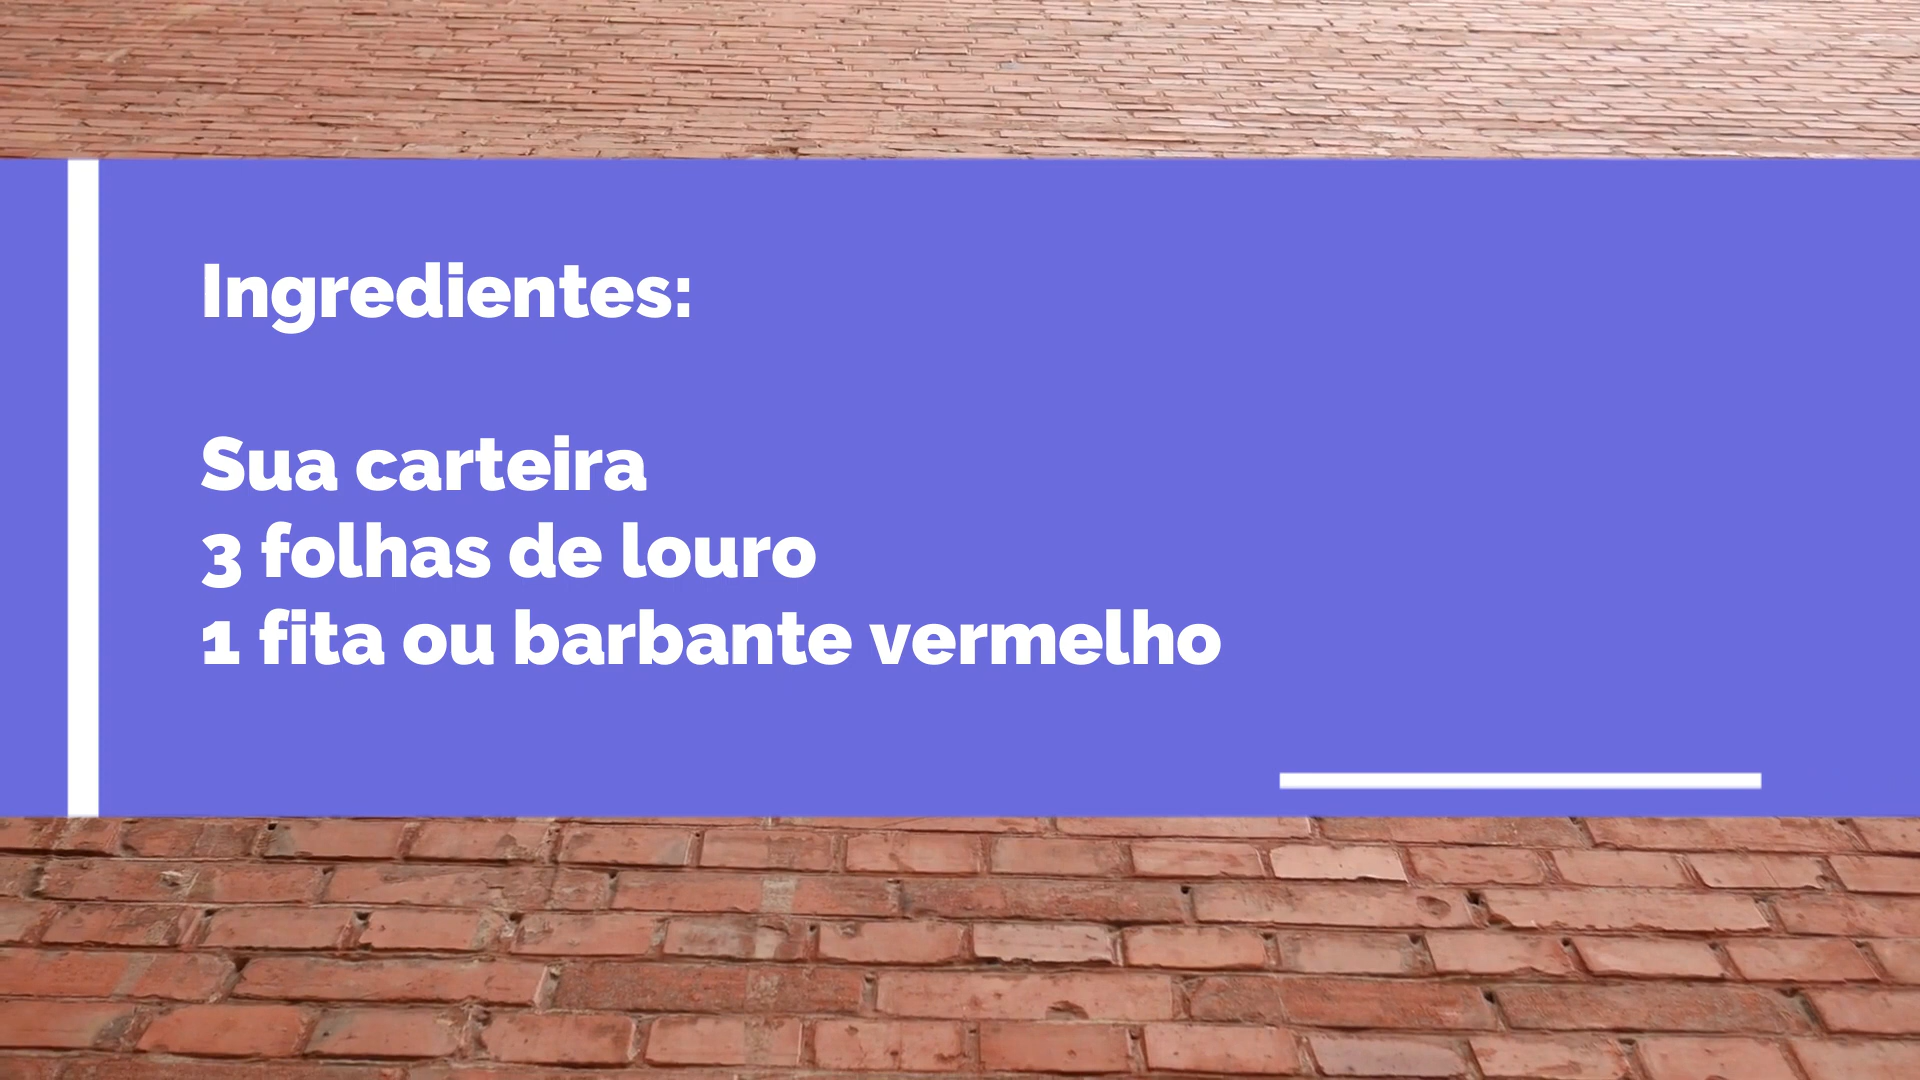 Ingredientes:
Sua carteira
3 folhas de louro
1 fita ou barbante vermelho